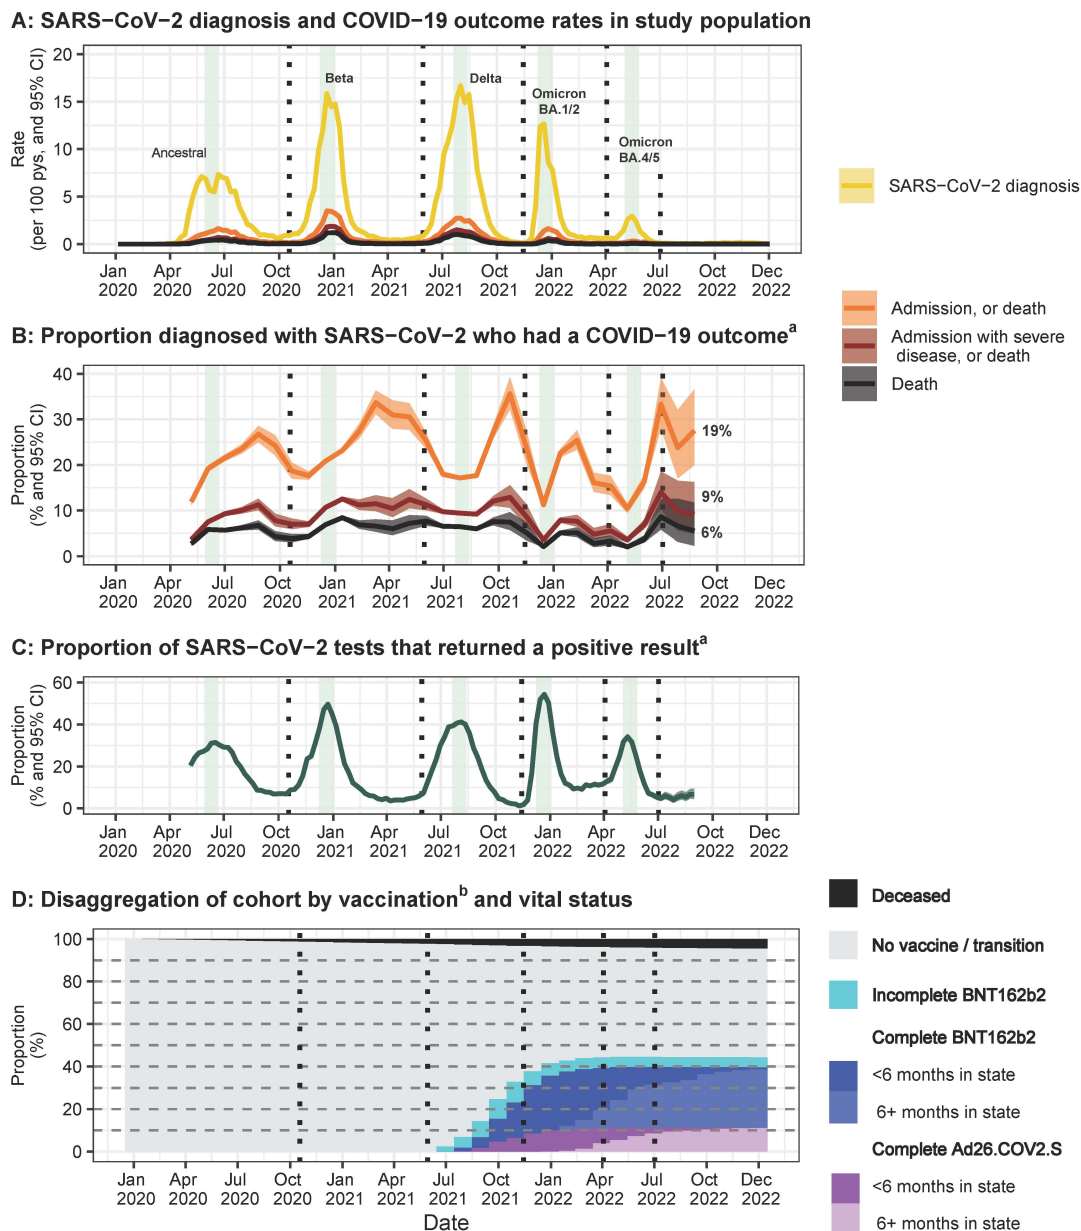 A: SARS−CoV−2 diagnosis and COVID−19 outcome rates in study population
Rate
(per 100 pys, and 95% CI)
20
15
10
5
0
Ancestral
Beta
Delta
Omicron
BA.1/2
Omicron
BA.4/5
Jan Apr Jul Oct Jan Apr Jul Oct Jan Apr Jul Oct Dec
2020 2020 2020 2020 2021 2021 2021 2021 2022 2022 2022 2022 2022
SARS−CoV−2 diagnosis
Admission, or death
Admission with severe
disease, or death
Death
B: Proportion diagnosed with SARS−CoV−2 who had a COVID−19 outcomeᵃ
Proportion
(% and 95% CI)
40
30
20
10
0
19%
9%
6%
Jan Apr Jul Oct Jan Apr Jul Oct Jan Apr Jul Oct Dec
2020 2020 2020 2020 2021 2021 2021 2021 2022 2022 2022 2022 2022
C: Proportion of SARS−CoV−2 tests that returned a positive resultᵃ
Proportion
(% and 95% CI)
60
40
20
0
Jan Apr Jul Oct Jan Apr Jul Oct Jan Apr Jul Oct Dec
2020 2020 2020 2020 2021 2021 2021 2021 2022 2022 2022 2022 2022
D: Disaggregation of cohort by vaccinationᵇ and vital status
Proportion
(%)
100
80
60
40
20
0
Jan Apr Jul Oct Jan Apr Jul Oct Jan Apr Jul Oct Dec
2020 2020 2020 2020 2021 2021 2021 2021 2022 2022 2022 2022 2022
Date
Deceased
No vaccine / transition
Incomplete BNT162b2
Complete BNT162b2
<6 months in state
6+ months in state
Complete Ad26.COV2.S
<6 months in state
6+ months in state